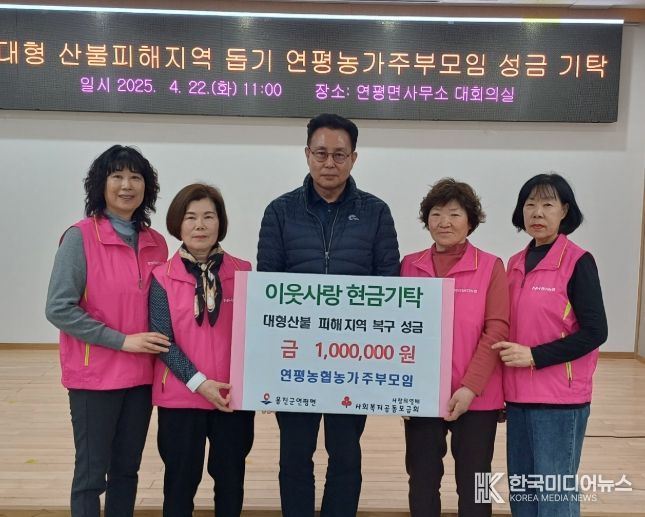 대형 산불피해지역 돕기 연평농가주부모임 성금 기탁
일시 2025. 4. 22.(화) 11:00 장소: 연평면사무소 대회의실
이웃사랑 현금기탁
대형산불 피해지역 복구 성금
금 1,000,000 원
연평농협농가주부모임
옹진군연평면
사랑의열매
사회복지공동모금회
한국미디어뉴스
KOREA MEDIA NEWS